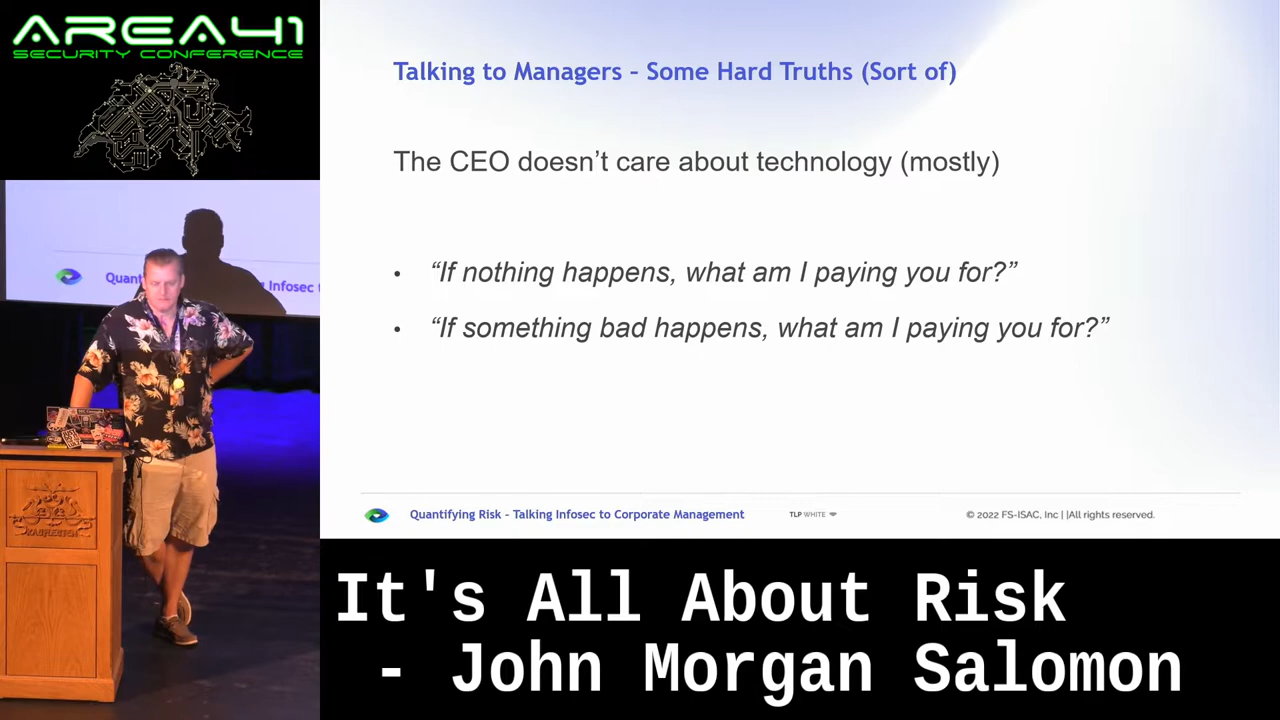 AREA41
SECURITY CONFERENCE
Talking to Managers – Some Hard Truths (Sort of)
The CEO doesn’t care about technology (mostly)
• “If nothing happens, what am I paying you for?”
• “If something bad happens, what am I paying you for?”
Quantifying Risk – Talking Infosec to Corporate Management
TLP WHITE
© 2022 FS-ISAC, Inc | |All rights reserved.
Quant
Infosec t
It's All About Risk
- John Morgan Salomon